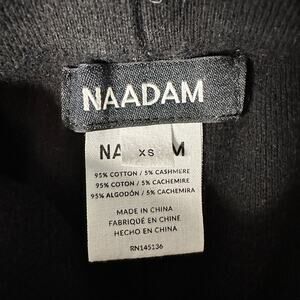 NAADAM
NA M
XS
95% COTTON / 5% CASHMERE
95% COTON / 5% CACHEMIRE
95% ALGODÓN / 5% CACHEMIRA
MADE IN CHINA
FABRIQUÉ EN CHINE
HECHO EN CHINA
RN145136